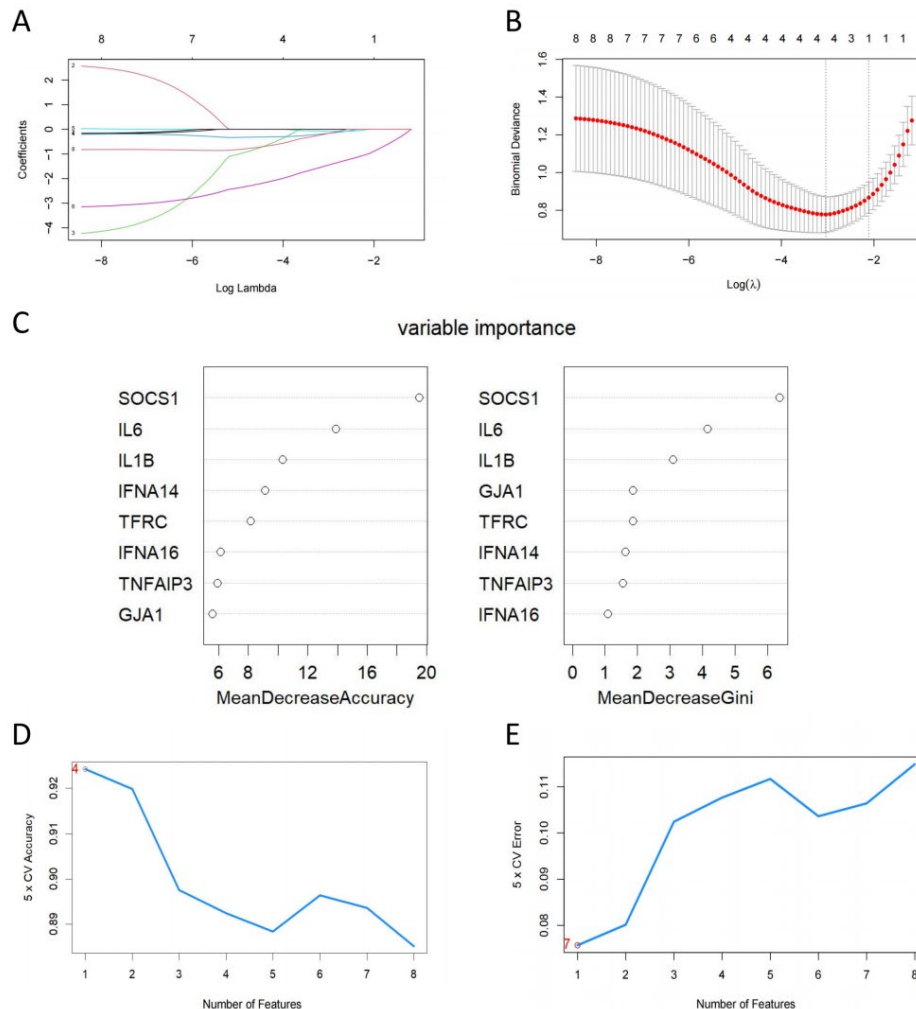 A
8 7 4 1
2
1
0
−1
−2
−3
−4
Coefficients
2
8
6
3
−8 −6 −4 −2
Log Lambda
B
8 8 8 7 7 7 7 6 6 4 4 4 4 4 4 3 1 1 1
1.6
1.4
1.2
1.0
0.8
Binomial Deviance
−8 −6 −4 −2
Log(λ)
C
variable importance
SOCS1
IL6
IL1B
IFNA14
TFRC
IFNA16
TNFAIP3
GJA1
6 8 12 16 20
MeanDecreaseAccuracy
SOCS1
IL6
IL1B
GJA1
TFRC
IFNA14
TNFAIP3
IFNA16
0 1 2 3 4 5 6
MeanDecreaseGini
D
4
0.92
0.91
0.90
0.89
5 x CV Accuracy
1 2 3 4 5 6 7 8
Number of Features
E
0.11
0.10
0.09
0.08
5 x CV Error
7
1 2 3 4 5 6 7 8
Number of Features